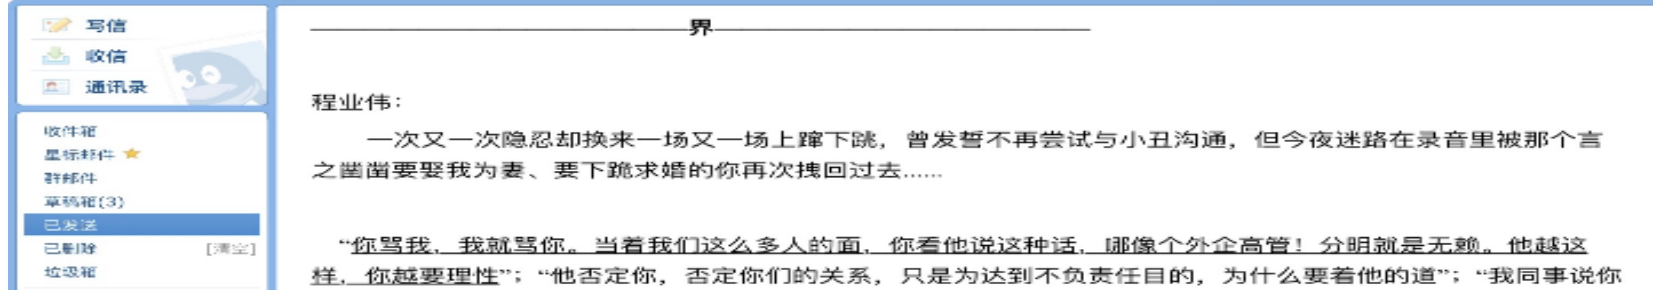 写信
收信
通讯录
收件箱
星标邮件
群邮件
草稿箱(3)
已发送
已删除 [清空]
垃圾箱
———————————————界———————————————
程业伟：
一次又一次隐忍却换来一场又一场上蹿下跳，曾发誓不再尝试与小丑沟通，但今夜迷路在录音里被那个言
之凿凿要娶我为妻、要下跪求婚的你再次拽回过去……
“你骂我，我就骂你。当着我们这么多人的面，你看他说这种话，哪像个外企高管！分明就是无赖。他越这
样，你越要理性”；“他否定你，否定你们的关系，只是为达到不负责任目的，为什么要着他的道”；“我同事说你